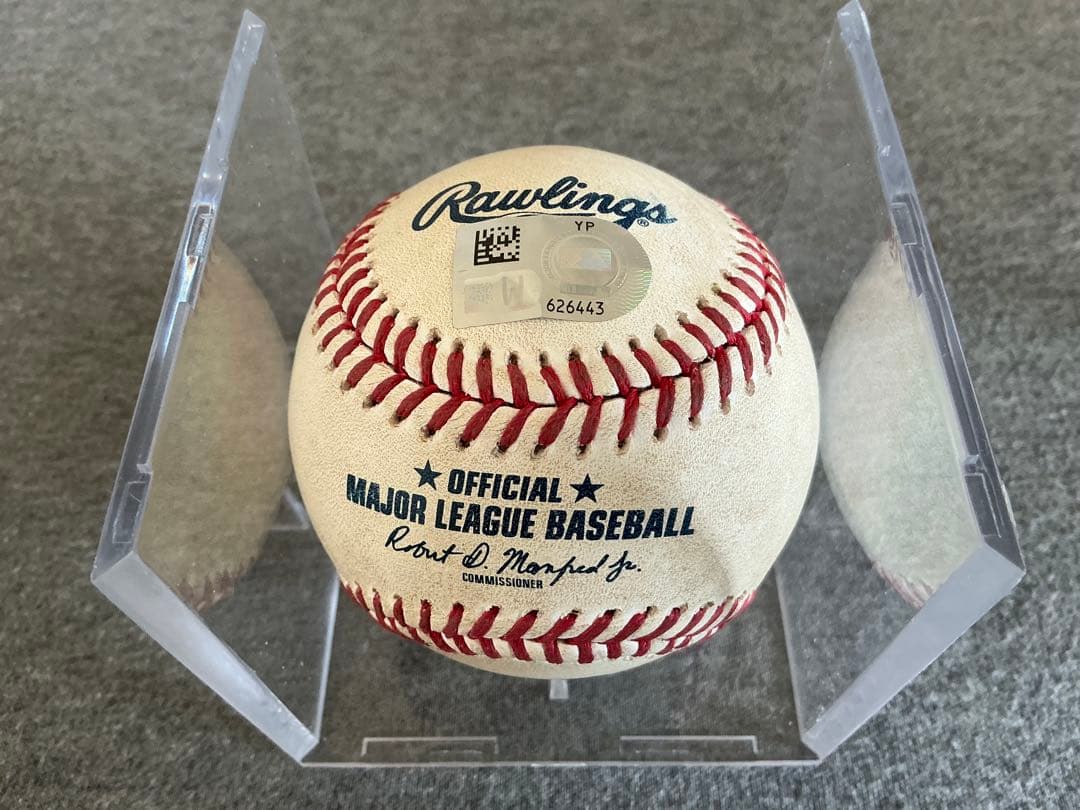 Rawlings®
YP
626443
★ OFFICIAL ★
MAJOR LEAGUE BASEBALL
Robert D. Manfred Jr.
COMMISSIONER